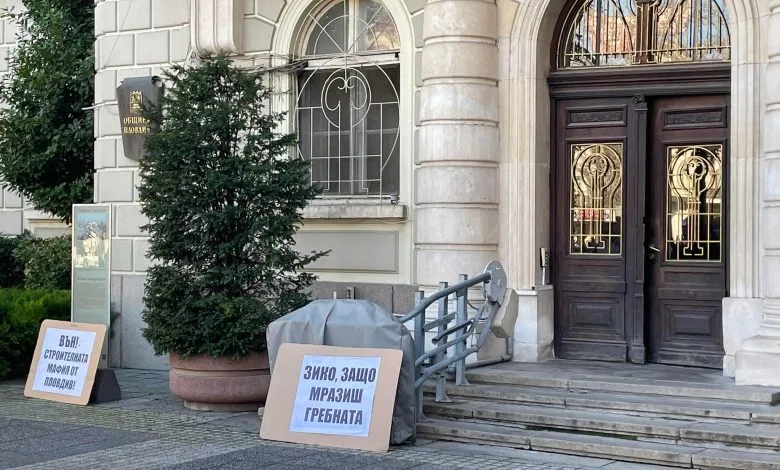 ОБЩИНА
ПЛОВДИВ
ВЪН!
СТРОИТЕЛНАТА
МАФИЯ ОТ
ПЛОВДИВ!
ЗИКО, ЗАЩО
МРАЗИШ
ГРЕБНАТА